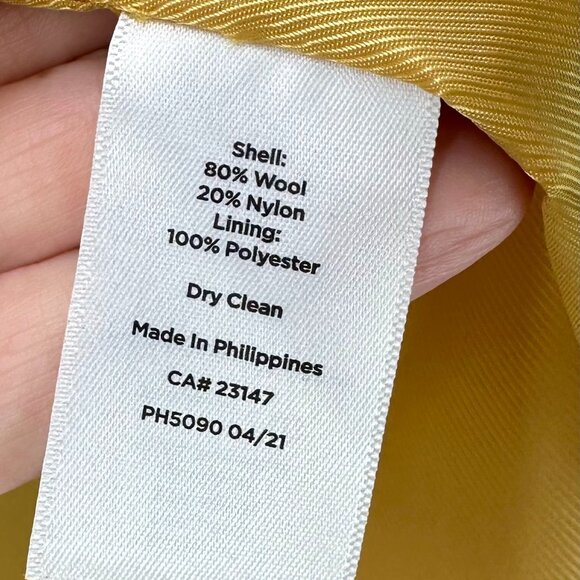 Shell:
80% Wool
20% Nylon
Lining:
100% Polyester
Dry Clean
Made In Philippines
CA# 23147
PH5090 04/21